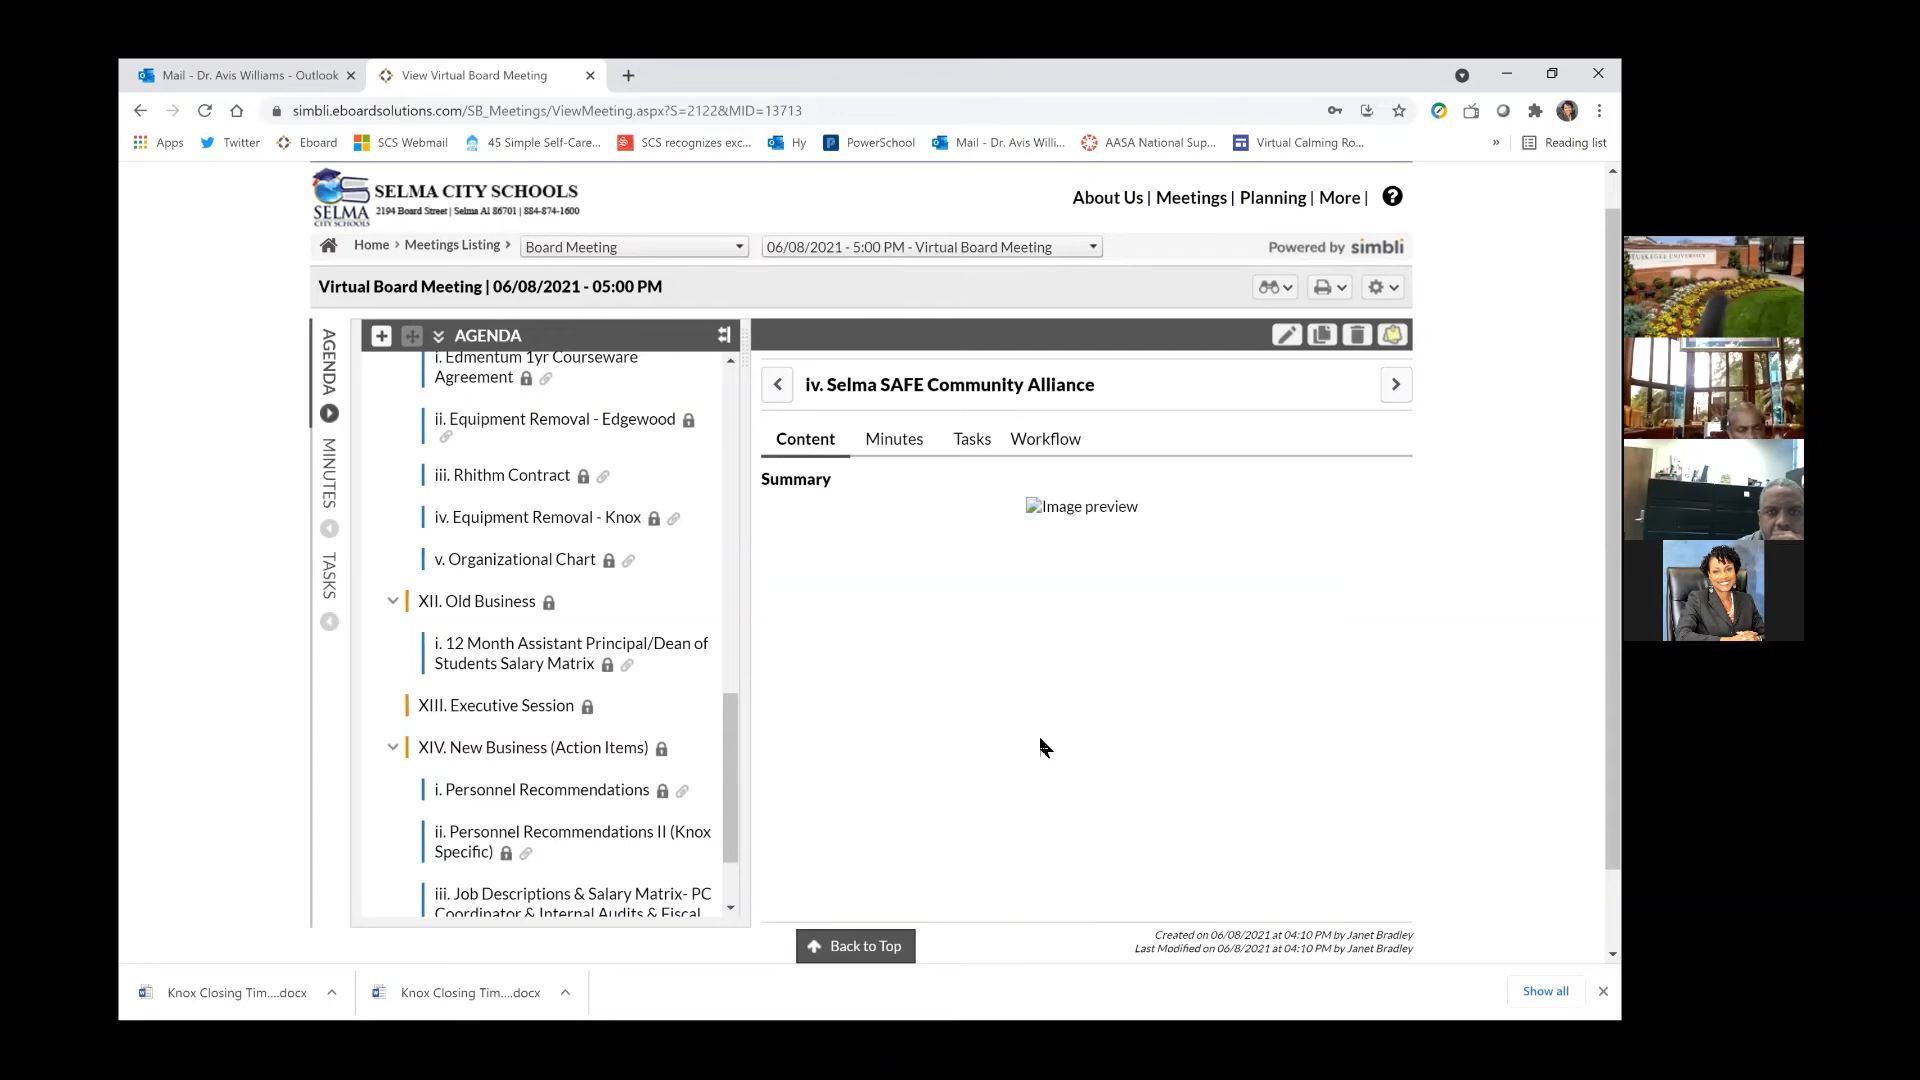 Mail - Dr. Avis Williams - Outlook
View Virtual Board Meeting
simbli.eboardsolutions.com/SB_Meetings/ViewMeeting.aspx?S=2122&MID=13713
Apps
Twitter
Eboard
SCS Webmail
45 Simple Self-Care...
SCS recognizes exc...
Hy
PowerSchool
Mail - Dr. Avis Willi...
AASA National Sup...
Virtual Calming Ro...
»
Reading list
SELMA CITY SCHOOLS
2194 Board Street | Selma Al 86701 | 884-874-1600
SELMA
CITY SCHOOLS
About Us | Meetings | Planning | More |
Home > Meetings Listing >
Board Meeting
06/08/2021 - 5:00 PM - Virtual Board Meeting
Powered by simbli
Virtual Board Meeting | 06/08/2021 - 05:00 PM
AGENDA
MINUTES
TASKS
AGENDA
i. Edmentum 1yr Courseware
Agreement
ii. Equipment Removal - Edgewood
iii. Rhithm Contract
iv. Equipment Removal - Knox
v. Organizational Chart
XII. Old Business
i. 12 Month Assistant Principal/Dean of
Students Salary Matrix
XIII. Executive Session
XIV. New Business (Action Items)
i. Personnel Recommendations
ii. Personnel Recommendations II (Knox
Specific)
iii. Job Descriptions & Salary Matrix- PC
Coordinator & Internal Audits & Fiscal
iv. Selma SAFE Community Alliance
Content
Minutes
Tasks
Workflow
Summary
Image preview
Created on 06/08/2021 at 04:10 PM by Janet Bradley
Last Modified on 06/8/2021 at 04:10 PM by Janet Bradley
Back to Top
Knox Closing Tim....docx
Knox Closing Tim....docx
Show all
TUSKEGEE UNIVERSITY